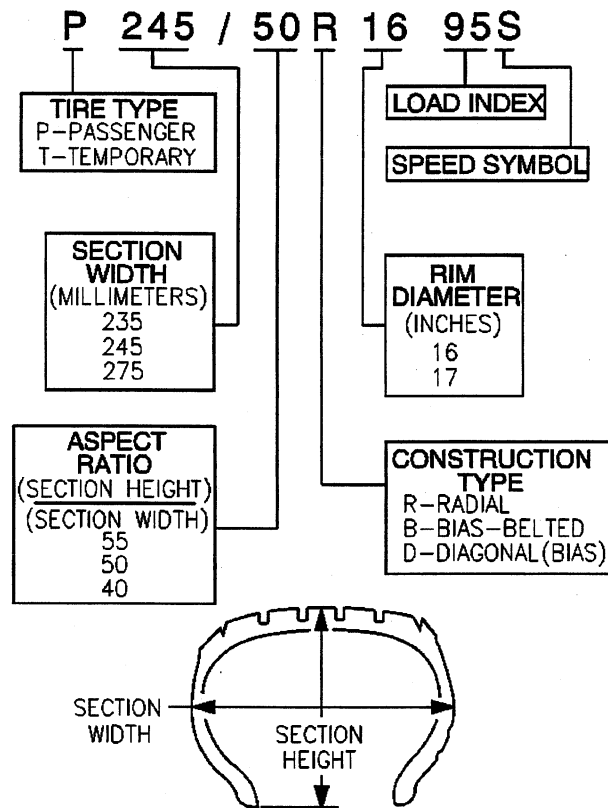 P 245 / 50 R 16 95 S
TIRE TYPE
P-PASSENGER
T-TEMPORARY
LOAD INDEX
SPEED SYMBOL
SECTION
WIDTH
(MILLIMETERS)
235
245
275
RIM
DIAMETER
(INCHES)
16
17
ASPECT
RATIO
(SECTION HEIGHT)
(SECTION WIDTH)
55
50
40
CONSTRUCTION
TYPE
R-RADIAL
B-BIAS-BELTED
D-DIAGONAL(BIAS)
SECTION
WIDTH
SECTION
HEIGHT